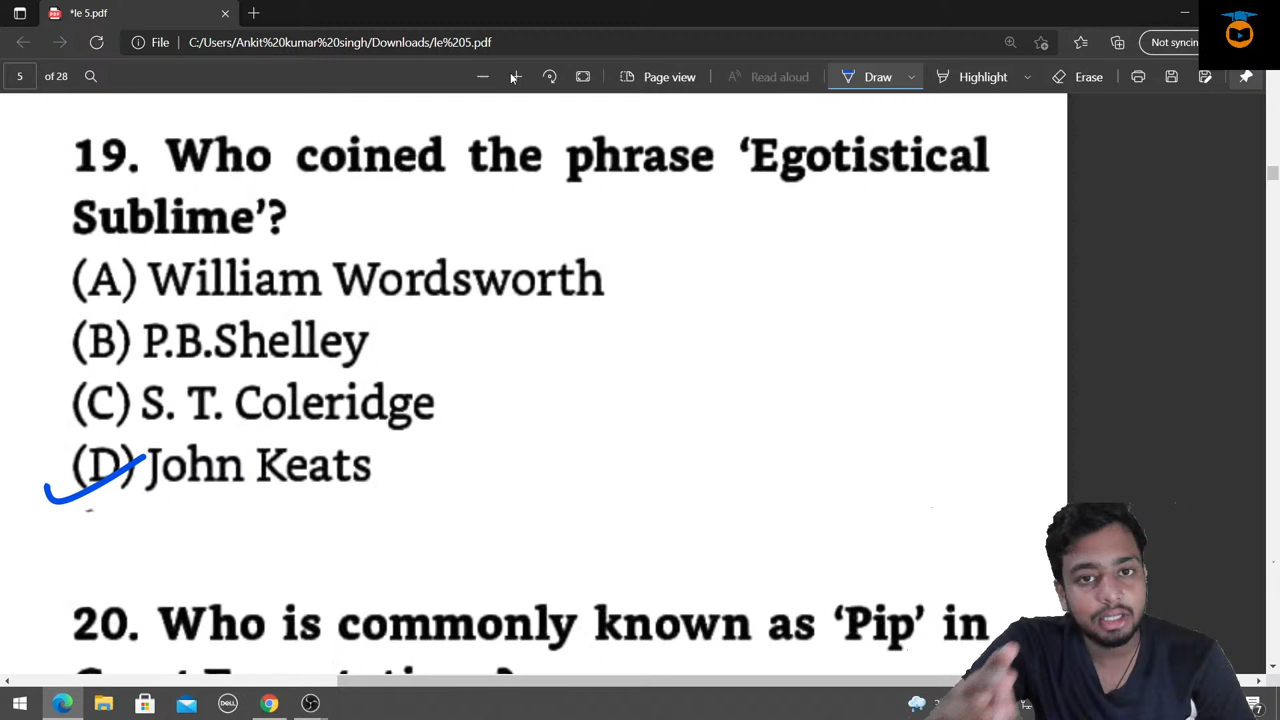 *le 5.pdf
File
C:/Users/Ankit%20kumar%20singh/Downloads/le%205.pdf
Not syncin
5 of 28
Page view
Read aloud
Draw
Highlight
Erase
19. Who coined the phrase ‘Egotistical
Sublime’?
(A) William Wordsworth
(B) P.B.Shelley
(C) S. T. Coleridge
(D) John Keats
20. Who is commonly known as ‘Pip’ in
DELL